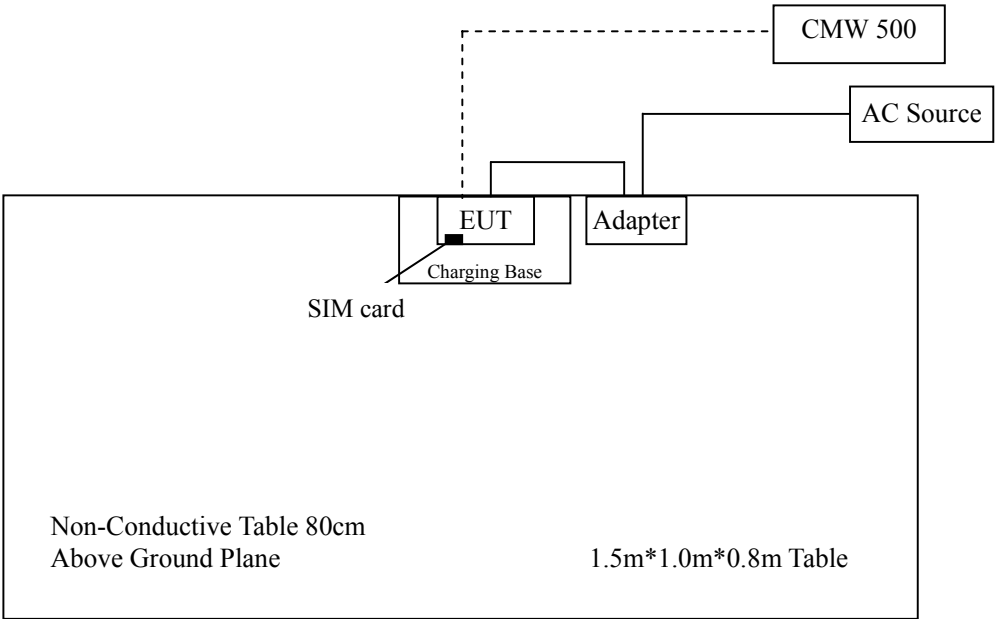 CMW 500
AC Source
EUT
Adapter
Charging Base
SIM card
Non-Conductive Table 80cm
Above Ground Plane
1.5m*1.0m*0.8m Table